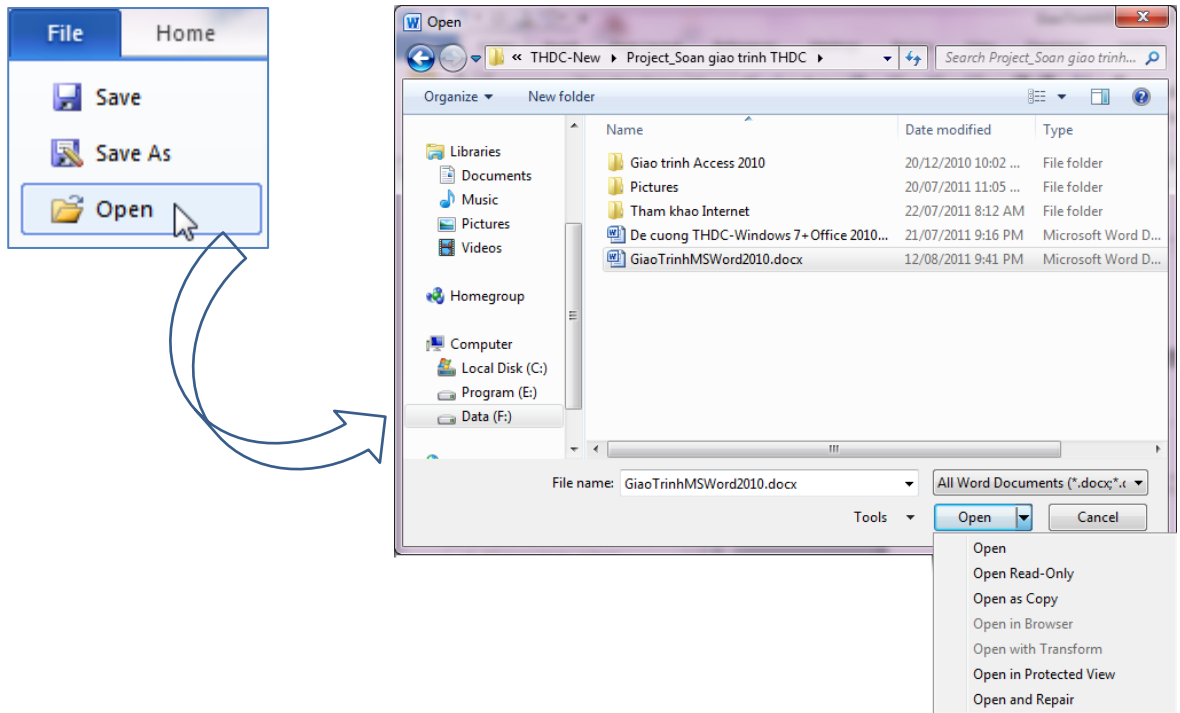 File Home
Save
Save As
Open
W Open
« THDC-New Project_Soan giao trinh THDC
Search Project_Soan giao trinh...
Organize New folder
Name Date modified Type
Libraries
Documents
Music
Pictures
Videos
Homegroup
Computer
Local Disk (C:)
Program (E:)
Data (F:)
Giao trinh Access 2010 20/12/2010 10:02 ... File folder
Pictures 20/07/2011 11:05 ... File folder
Tham khao Internet 22/07/2011 8:12 AM File folder
De cuong THDC-Windows 7+Office 2010... 21/07/2011 9:16 PM Microsoft Word D...
GiaoTrinhMSWord2010.docx 12/08/2011 9:41 PM Microsoft Word D...
File name: GiaoTrinhMSWord2010.docx All Word Documents (*.docx;*.
Tools Open Cancel
Open
Open Read-Only
Open as Copy
Open in Browser
Open with Transform
Open in Protected View
Open and Repair